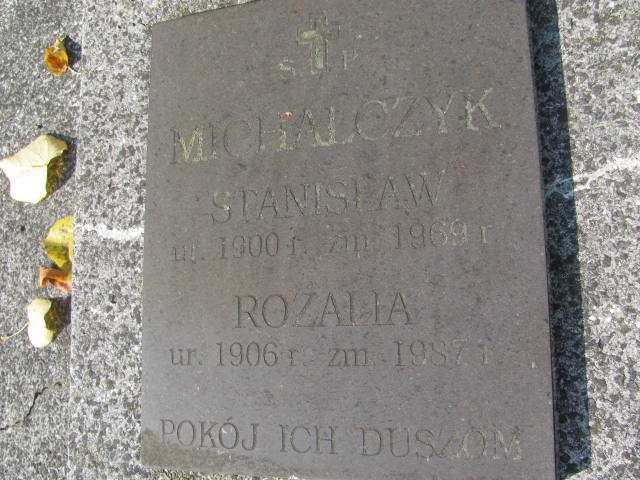 Ś P
MICHALCZYK
STANISŁAW
ur. 1900 r. zm. 1969 r
ROZALIA
ur. 1906 r. zm. 1987 r
POKÓJ ICH DUSZOM